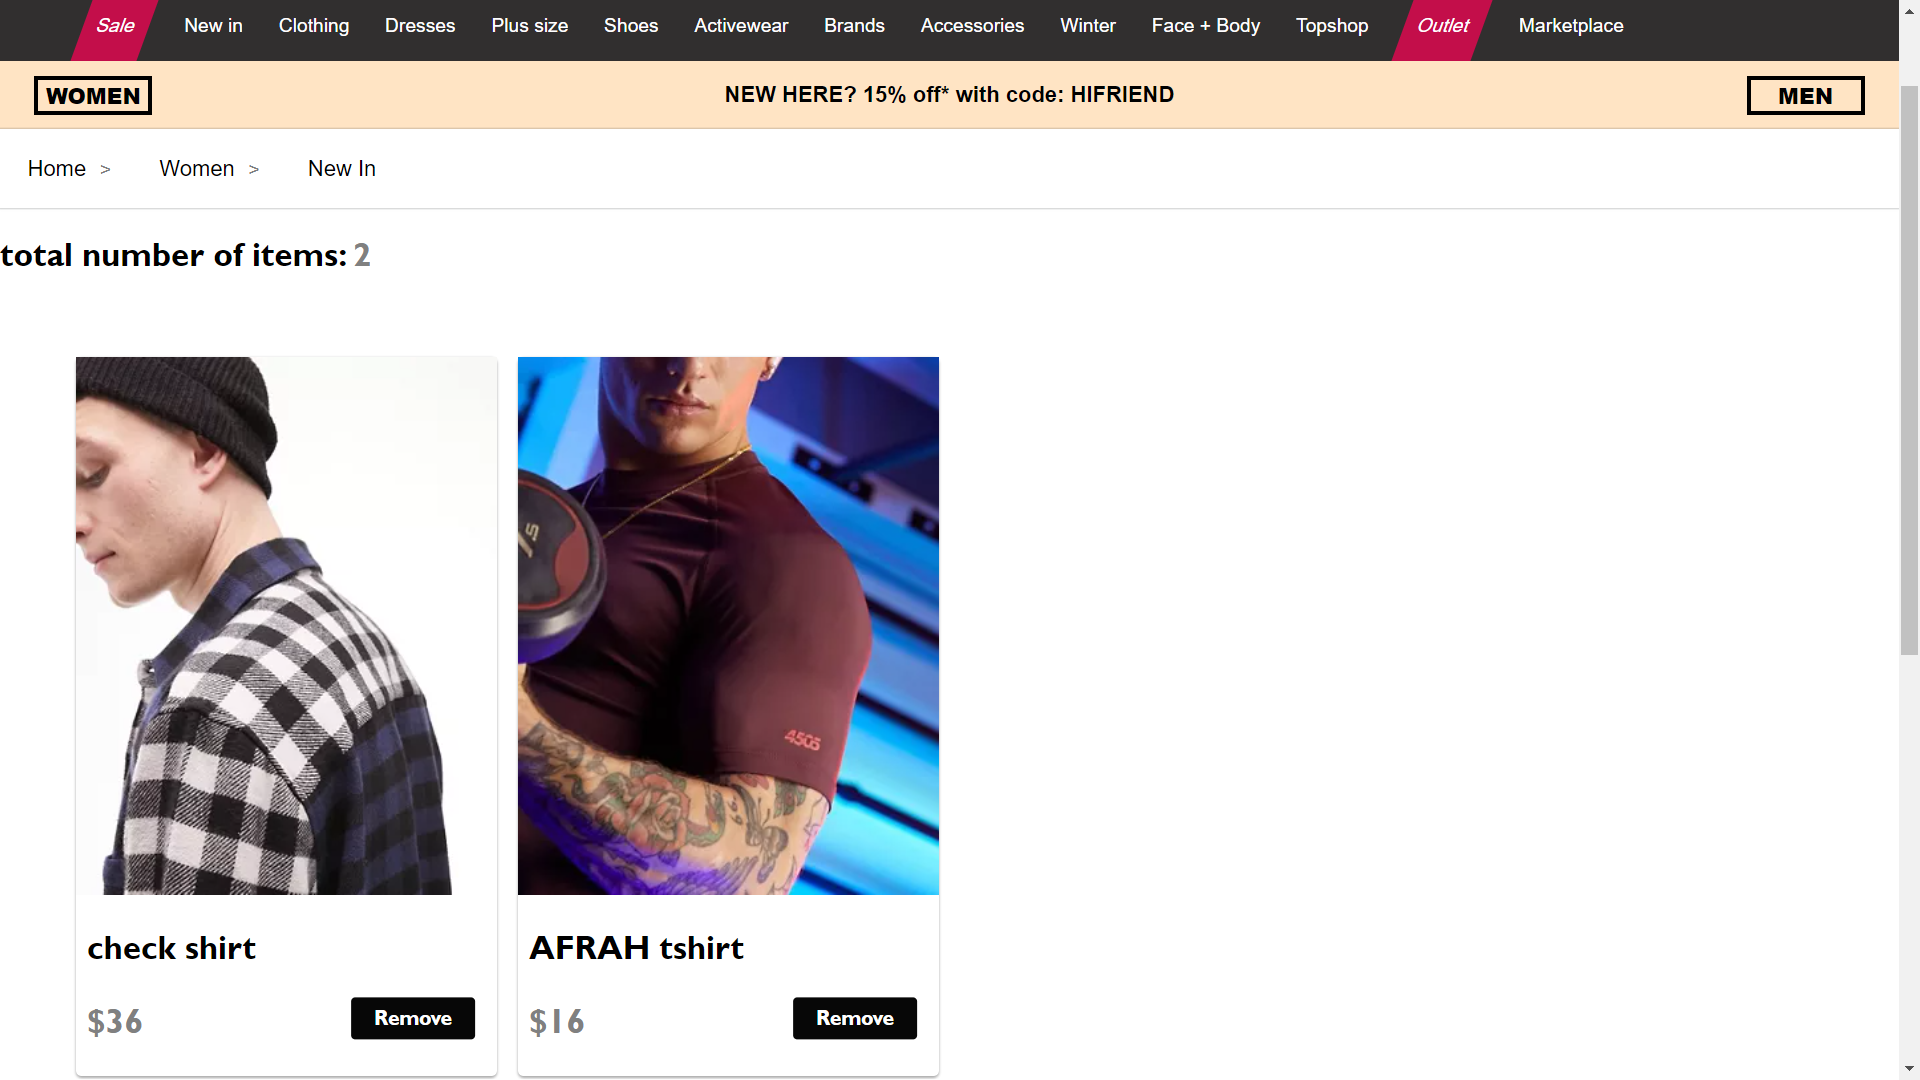 Sale New in Clothing Dresses Plus size Shoes Activewear Brands Accessories Winter Face + Body Topshop Outlet Marketplace
WOMEN NEW HERE? 15% off* with code: HIFRIEND MEN
Home > Women > New In
total number of items: 2
/5
4505
check shirt
$36 Remove
AFRAH tshirt
$16 Remove